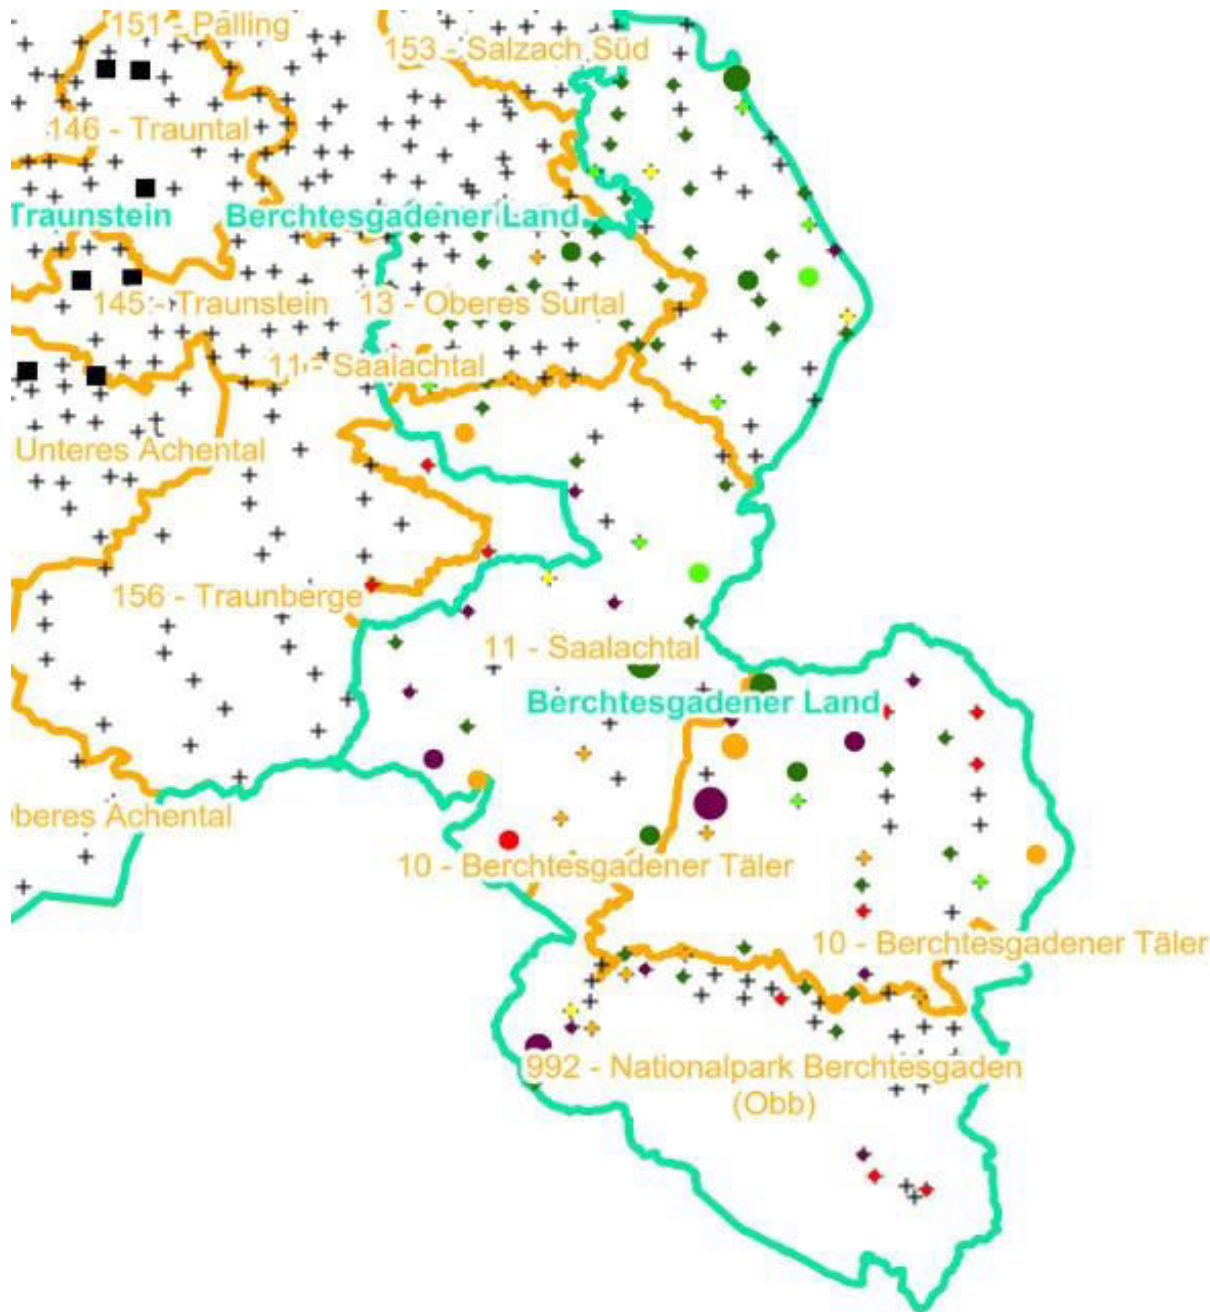 151 - Palling
153 - Salzach Süd
146 - Trauntal
Traunstein
Berchtesgadener Land
145 - Traunstein
13 - Oberes Surtal
11 - Saalachtal
Unteres Achental
156 - Traunberge
11 - Saalachtal
Berchtesgadener Land
beres Achental
10 - Berchtesgadener Täler
10 - Berchtesgadener Täler
992 - Nationalpark Berchtesgaden
(Obb)